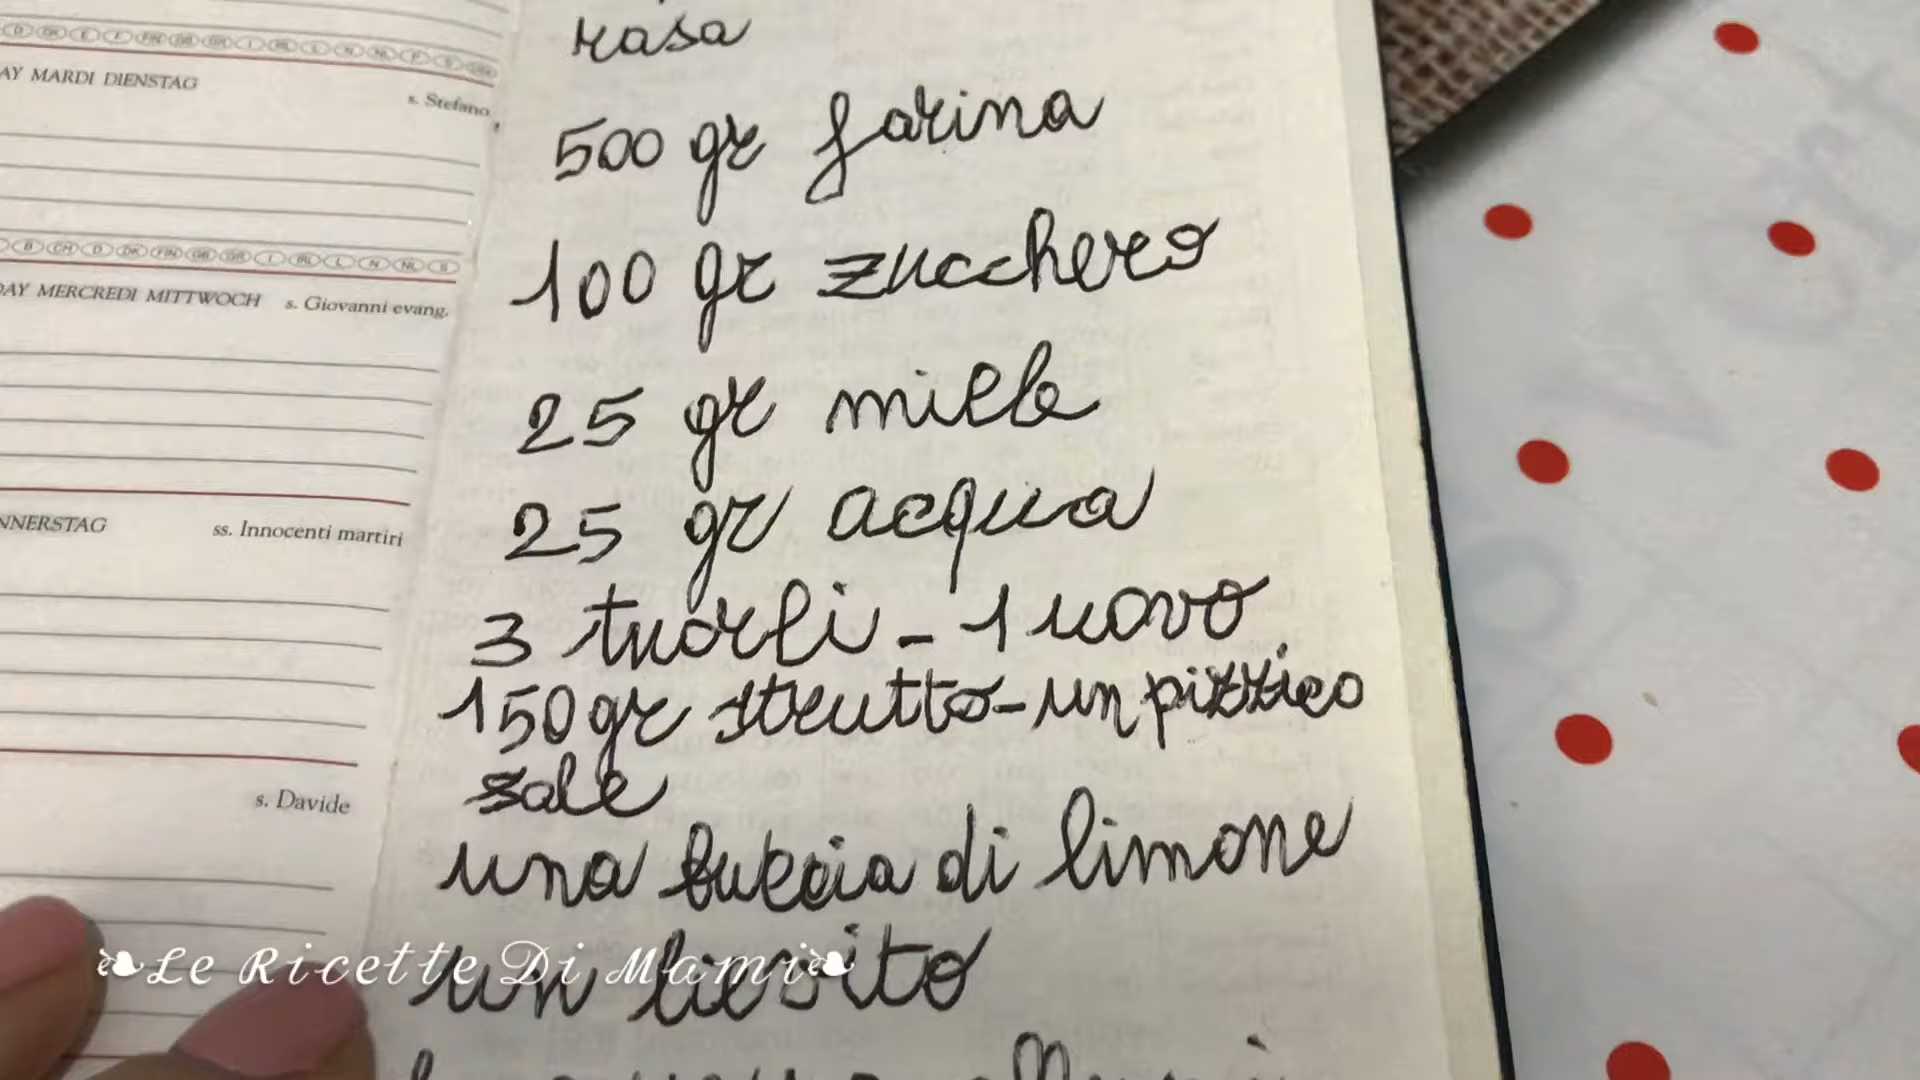 AY MARDI DIENSTAG
s. Stefano
DAY MERCREDI MITTWOCH s. Giovanni evang.
NNERSTAG ss. Innocenti martiri
s. Davide
rasa
500 gr farina
100 gr zucchero
25 gr miele
25 gr acqua
3 tuorli - 1 uovo
150 gr strutto - un pizzico
sale
una buccia di limone
un lievito
Le Ricette Di Mami